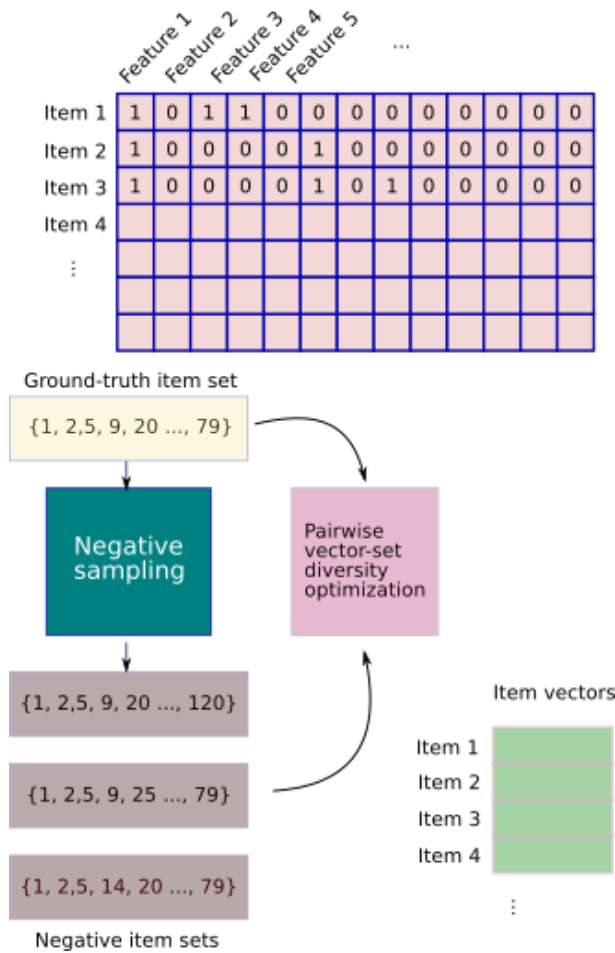 Feature 1
Feature 2
Feature 3
Feature 4
Feature 5
...
Item 1 1 0 1 1 0 0 0 0 0 0 0 0 0
Item 2 1 0 0 0 0 1 0 0 0 0 0 0 0
Item 3 1 0 0 0 0 1 0 1 0 0 0 0 0
Item 4
...
Ground-truth item set
{1, 2,5, 9, 20 ..., 79}
Negative
sampling
Pairwise
vector-set
diversity
optimization
{1, 2,5, 9, 20 ..., 120}
{1, 2,5, 9, 25 ..., 79}
{1, 2,5, 14, 20 ..., 79}
Negative item sets
Item vectors
Item 1
Item 2
Item 3
Item 4
...